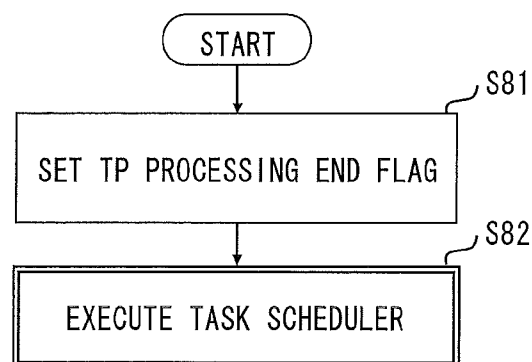 START
S81
SET TP PROCESSING END FLAG
S82
EXECUTE TASK SCHEDULER